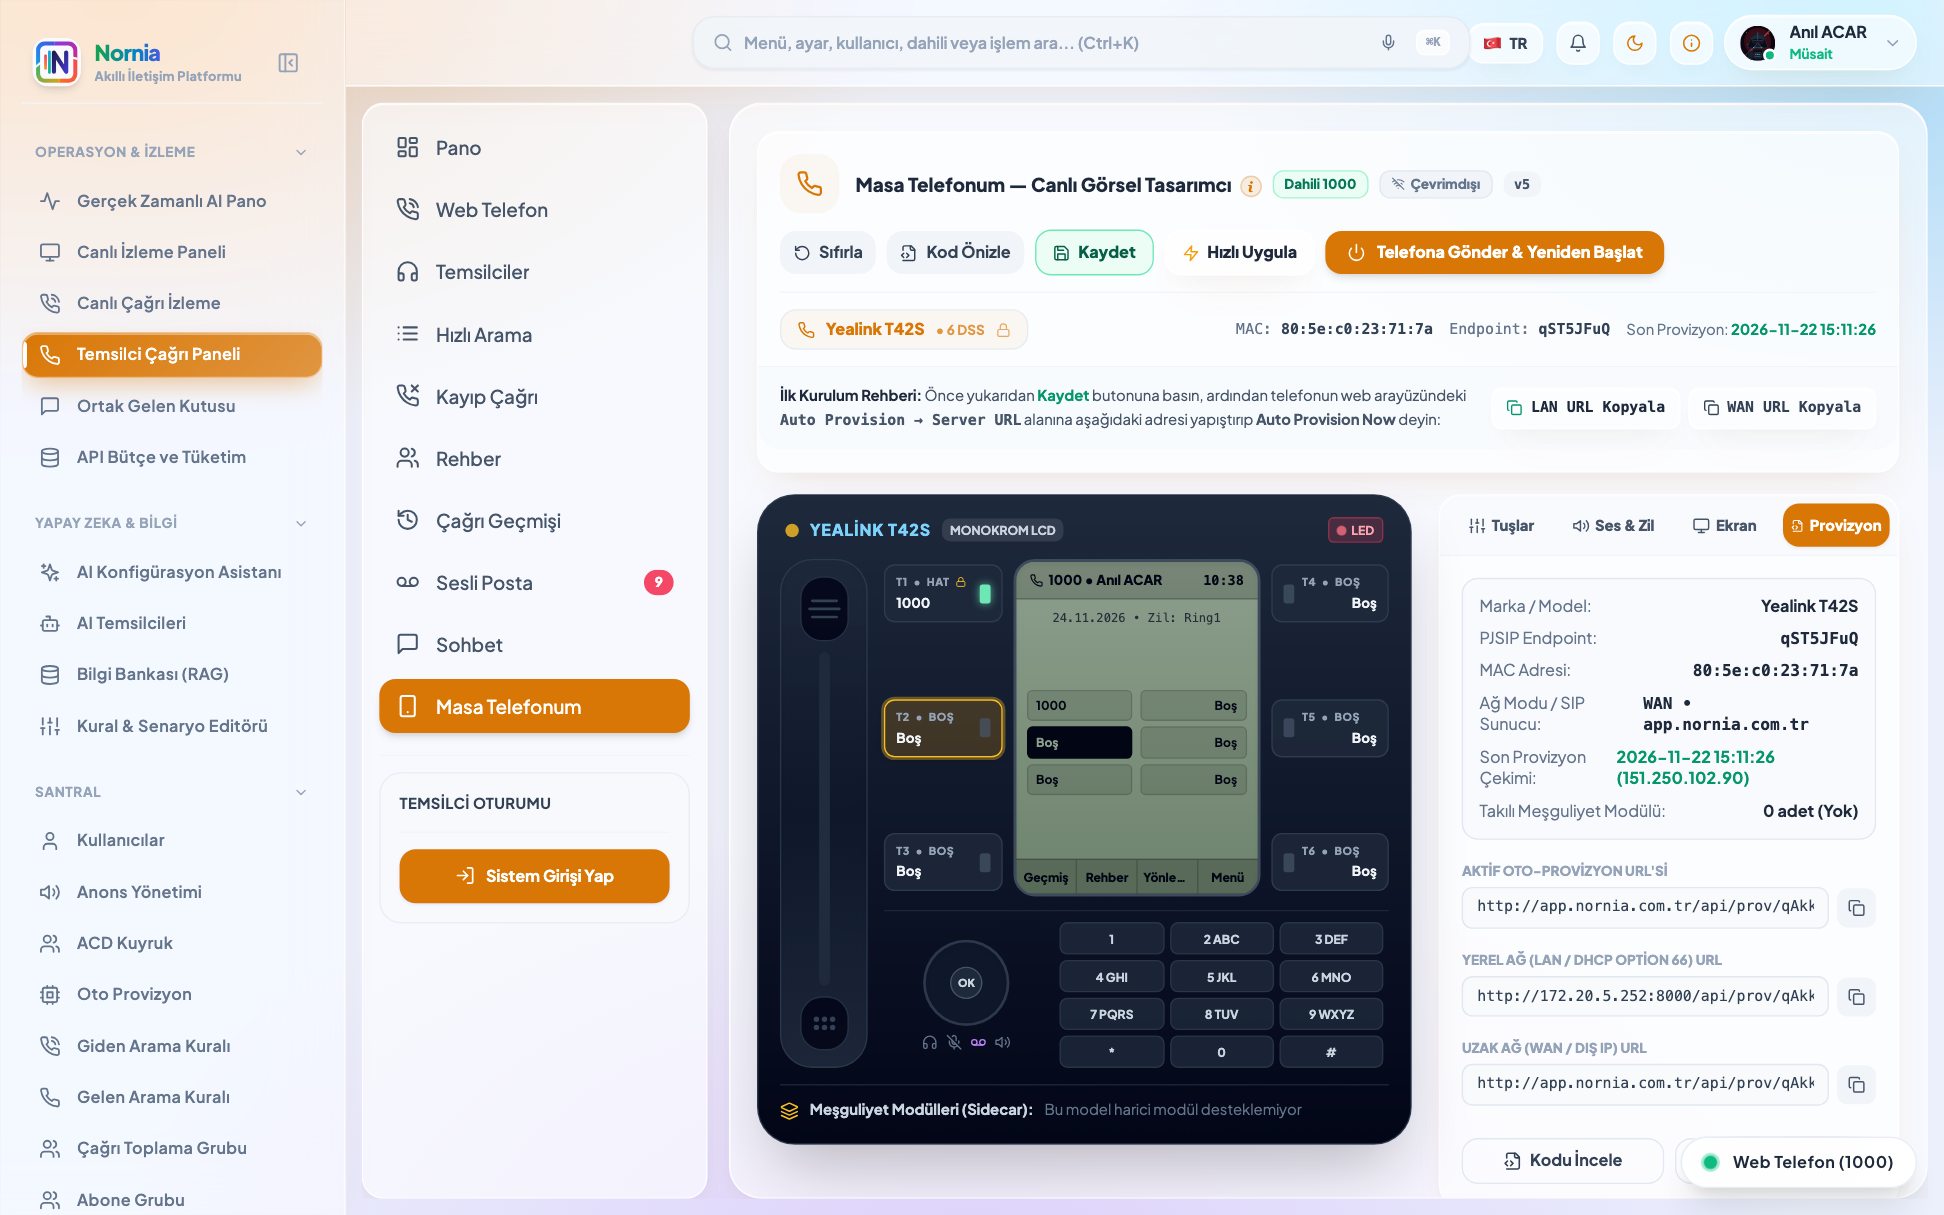 Nornia
Akıllı İletişim Platformu
Menü, ayar, kullanıcı, dahili veya işlem ara... (Ctrl+K)
⌘K
TR
Anıl ACAR
Müsait
OPERASYON & İZLEME
Gerçek Zamanlı AI Pano
Canlı İzleme Paneli
Canlı Çağrı İzleme
Temsilci Çağrı Paneli
Ortak Gelen Kutusu
API Bütçe ve Tüketim
YAPAY ZEKA & BİLGİ
AI Konfigürasyon Asistanı
AI Temsilcileri
Bilgi Bankası (RAG)
Kural & Senaryo Editörü
SANTRAL
Kullanıcılar
Anons Yönetimi
ACD Kuyruk
Oto Provizyon
Giden Arama Kuralı
Gelen Arama Kuralı
Çağrı Toplama Grubu
Abone Grubu
Pano
Web Telefon
Temsilciler
Hızlı Arama
Kayıp Çağrı
Rehber
Çağrı Geçmişi
Sesli Posta 9
Sohbet
Masa Telefonum
TEMSİLCİ OTURUMU
Sistem Girişi Yap
Masa Telefonum — Canlı Görsel Tasarımcı i Dahili 1000 Çevrimdışı v5
Sıfırla Kod Önizle Kaydet Hızlı Uygula Telefona Gönder & Yeniden Başlat
Yealink T42S • 6 DSS MAC: 80:5e:c0:23:71:7a Endpoint: qST5JFuQ Son Provizyon: 2026-11-22 15:11:26
İlk Kurulum Rehberi: Önce yukarıdan Kaydet butonuna basın, ardından telefonun web arayüzündeki
Auto Provision → Server URL alanına aşağıdaki adresi yapıştırıp Auto Provision Now deyin:
LAN URL Kopyala WAN URL Kopyala
YEALİNK T42S MONOKROM LCD LED
T1 • HAT
1000
T2 • BOŞ
Boş
T3 • BOŞ
Boş
1000 • Anıl ACAR 10:38
24.11.2026 • Zil: Ring1
1000 Boş
Boş Boş
Boş Boş
Geçmiş Rehber Yönle... Menü
T4 • BOŞ
Boş
T5 • BOŞ
Boş
T6 • BOŞ
Boş
OK
1 2 ABC 3 DEF
4 GHI 5 JKL 6 MNO
7 PQRS 8 TUV 9 WXYZ
* 0 #
Meşguliyet Modülleri (Sidecar): Bu model harici modül desteklemiyor
Tuşlar Ses & Zil Ekran Provizyon
Marka / Model: Yealink T42S
PJSIP Endpoint: qST5JFuQ
MAC Adresi: 80:5e:c0:23:71:7a
Ağ Modu / SIP Sunucu: WAN • app.nornia.com.tr
Son Provizyon Çekimi: 2026-11-22 15:11:26 (151.250.102.90)
Takılı Meşguliyet Modülü: 0 adet (Yok)
AKTİF OTO-PROVİZYON URL'Sİ
http://app.nornia.com.tr/api/prov/qAkk
YEREL AĞ (LAN / DHCP OPTİON 66) URL
http://172.20.5.252:8000/api/prov/qAkk
UZAK AĞ (WAN / DIŞ IP) URL
http://app.nornia.com.tr/api/prov/qAkk
Kodu İncele
Web Telefon (1000)